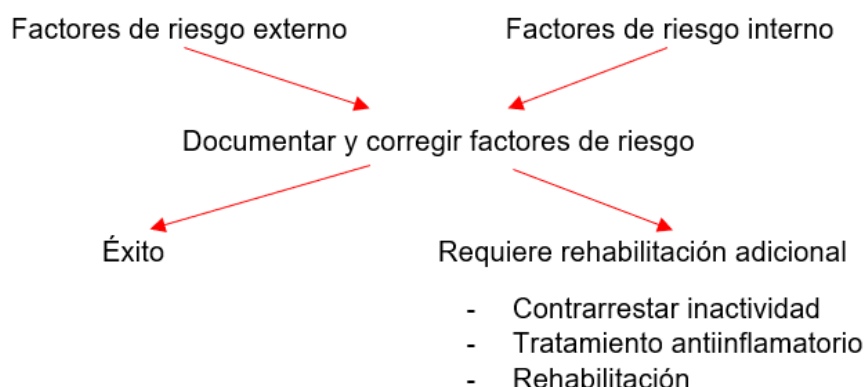 Factores de riesgo externo
Factores de riesgo interno
Documentar y corregir factores de riesgo
Éxito
Requiere rehabilitación adicional
- Contrarrestar inactividad
- Tratamiento antiinflamatorio
- Rehabilitación